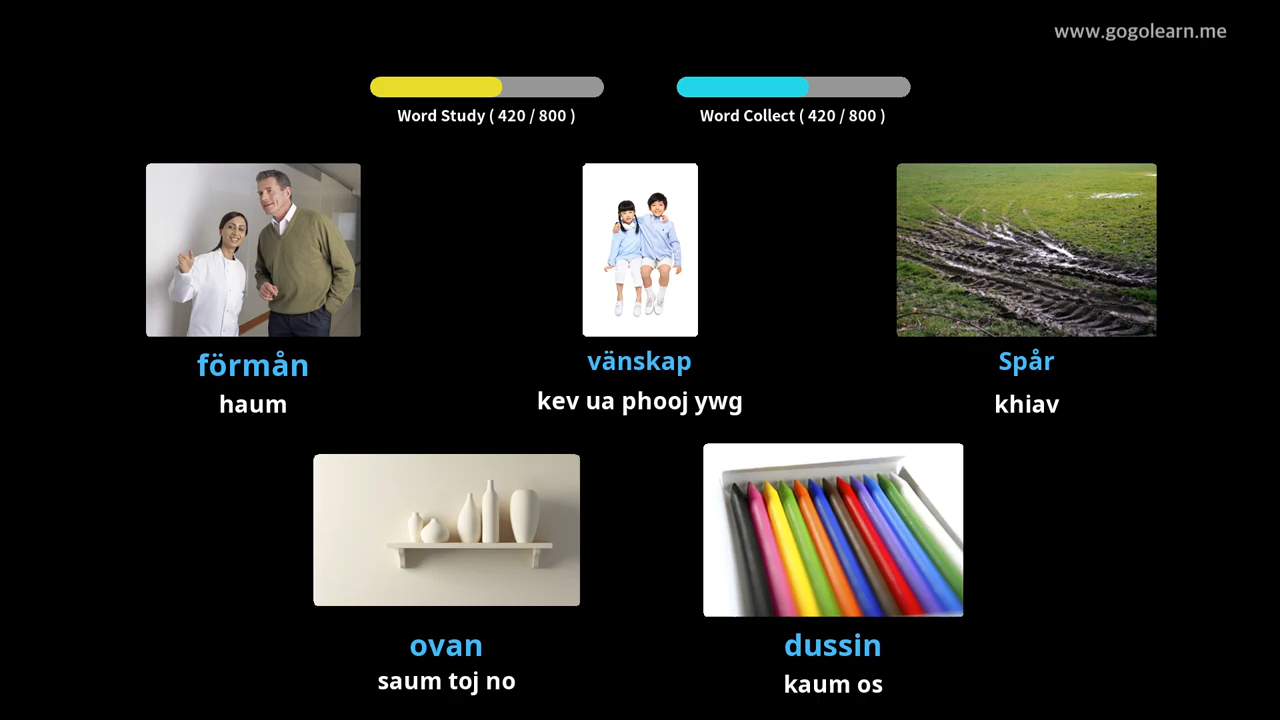 www.gogolearn.me
Word Study ( 420 / 800 )
Word Collect ( 420 / 800 )
förmån
haum
vänskap
kev ua phooj ywg
Spår
khiav
ovan
saum toj no
dussin
kaum os